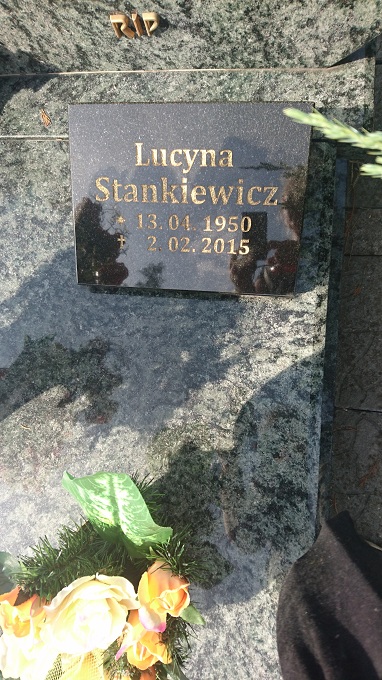 RIP
Lucyna
Stankiewicz
* 13.04.1950
† 2.02.2015